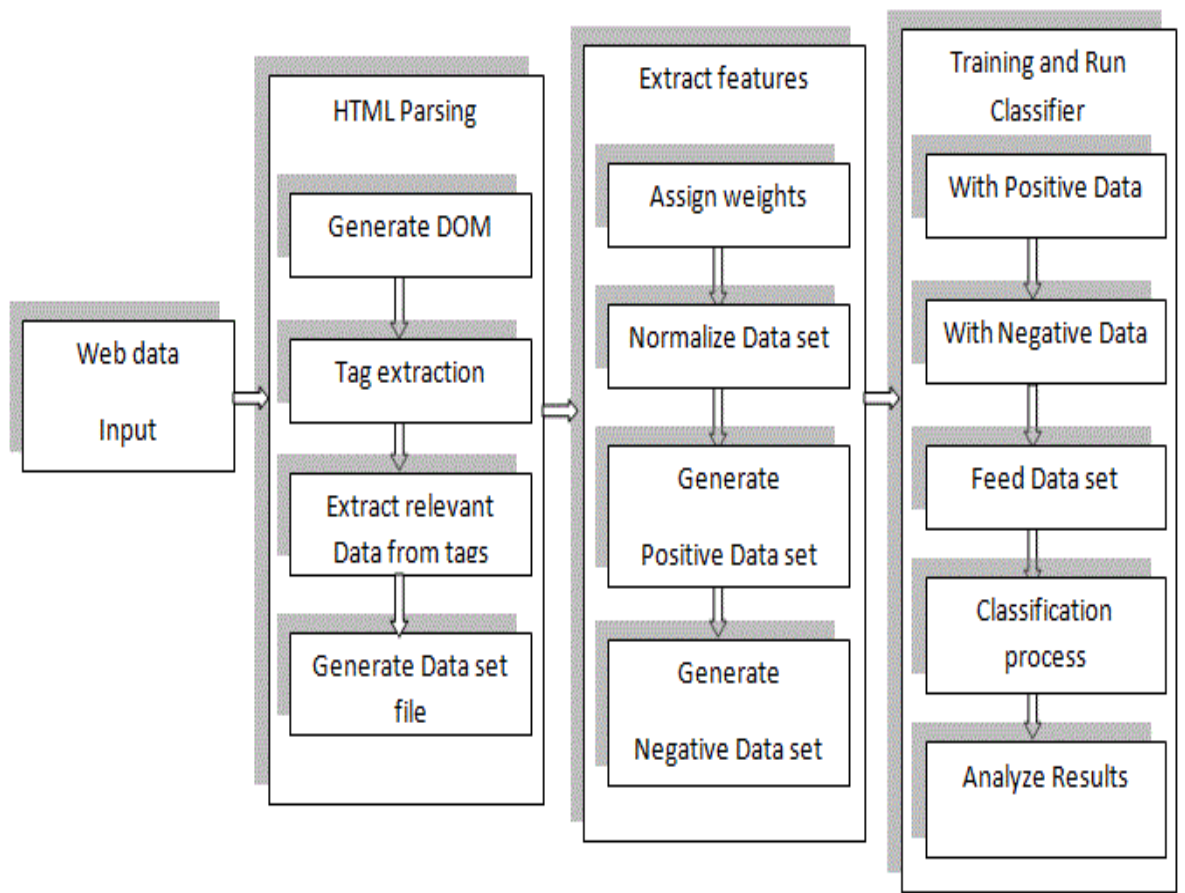 Web data
Input
HTML Parsing
Generate DOM
Tag extraction
Extract relevant
Data from tags
Generate Data set
file
Extract features
Assign weights
Normalize Data set
Generate
Positive Data set
Generate
Negative Data set
Training and Run
Classifier
With Positive Data
With Negative Data
Feed Data set
Classification
process
Analyze Results